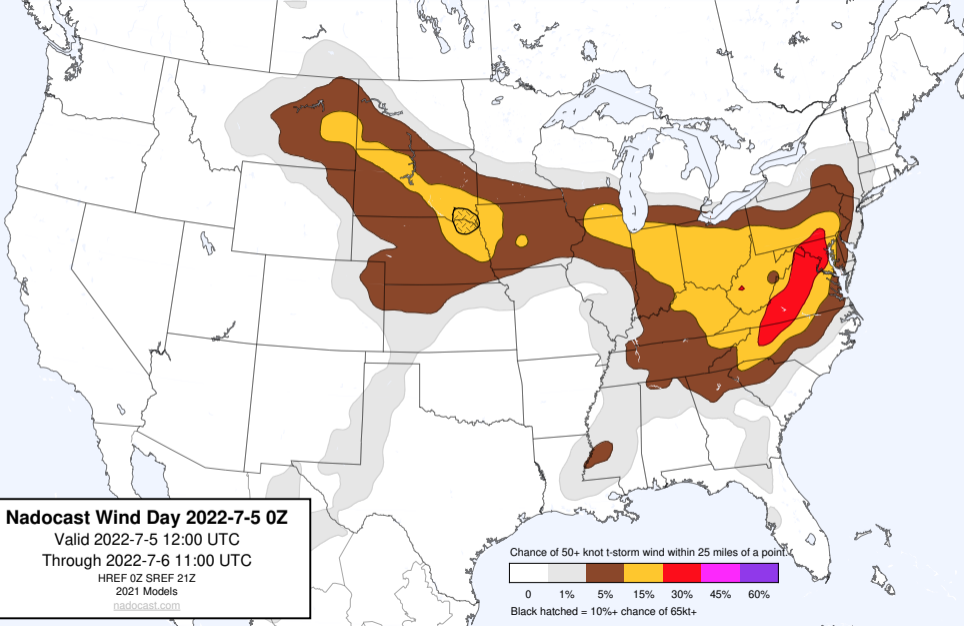 Nadocast Wind Day 2022-7-5 0Z
Valid 2022-7-5 12:00 UTC
Through 2022-7-6 11:00 UTC
HREF 0Z SREF 21Z
2021 Models
nadocast.com
Chance of 50+ knot t-storm wind within 25 miles of a point.
0 1% 5% 15% 30% 45% 60%
Black hatched = 10%+ chance of 65kt+